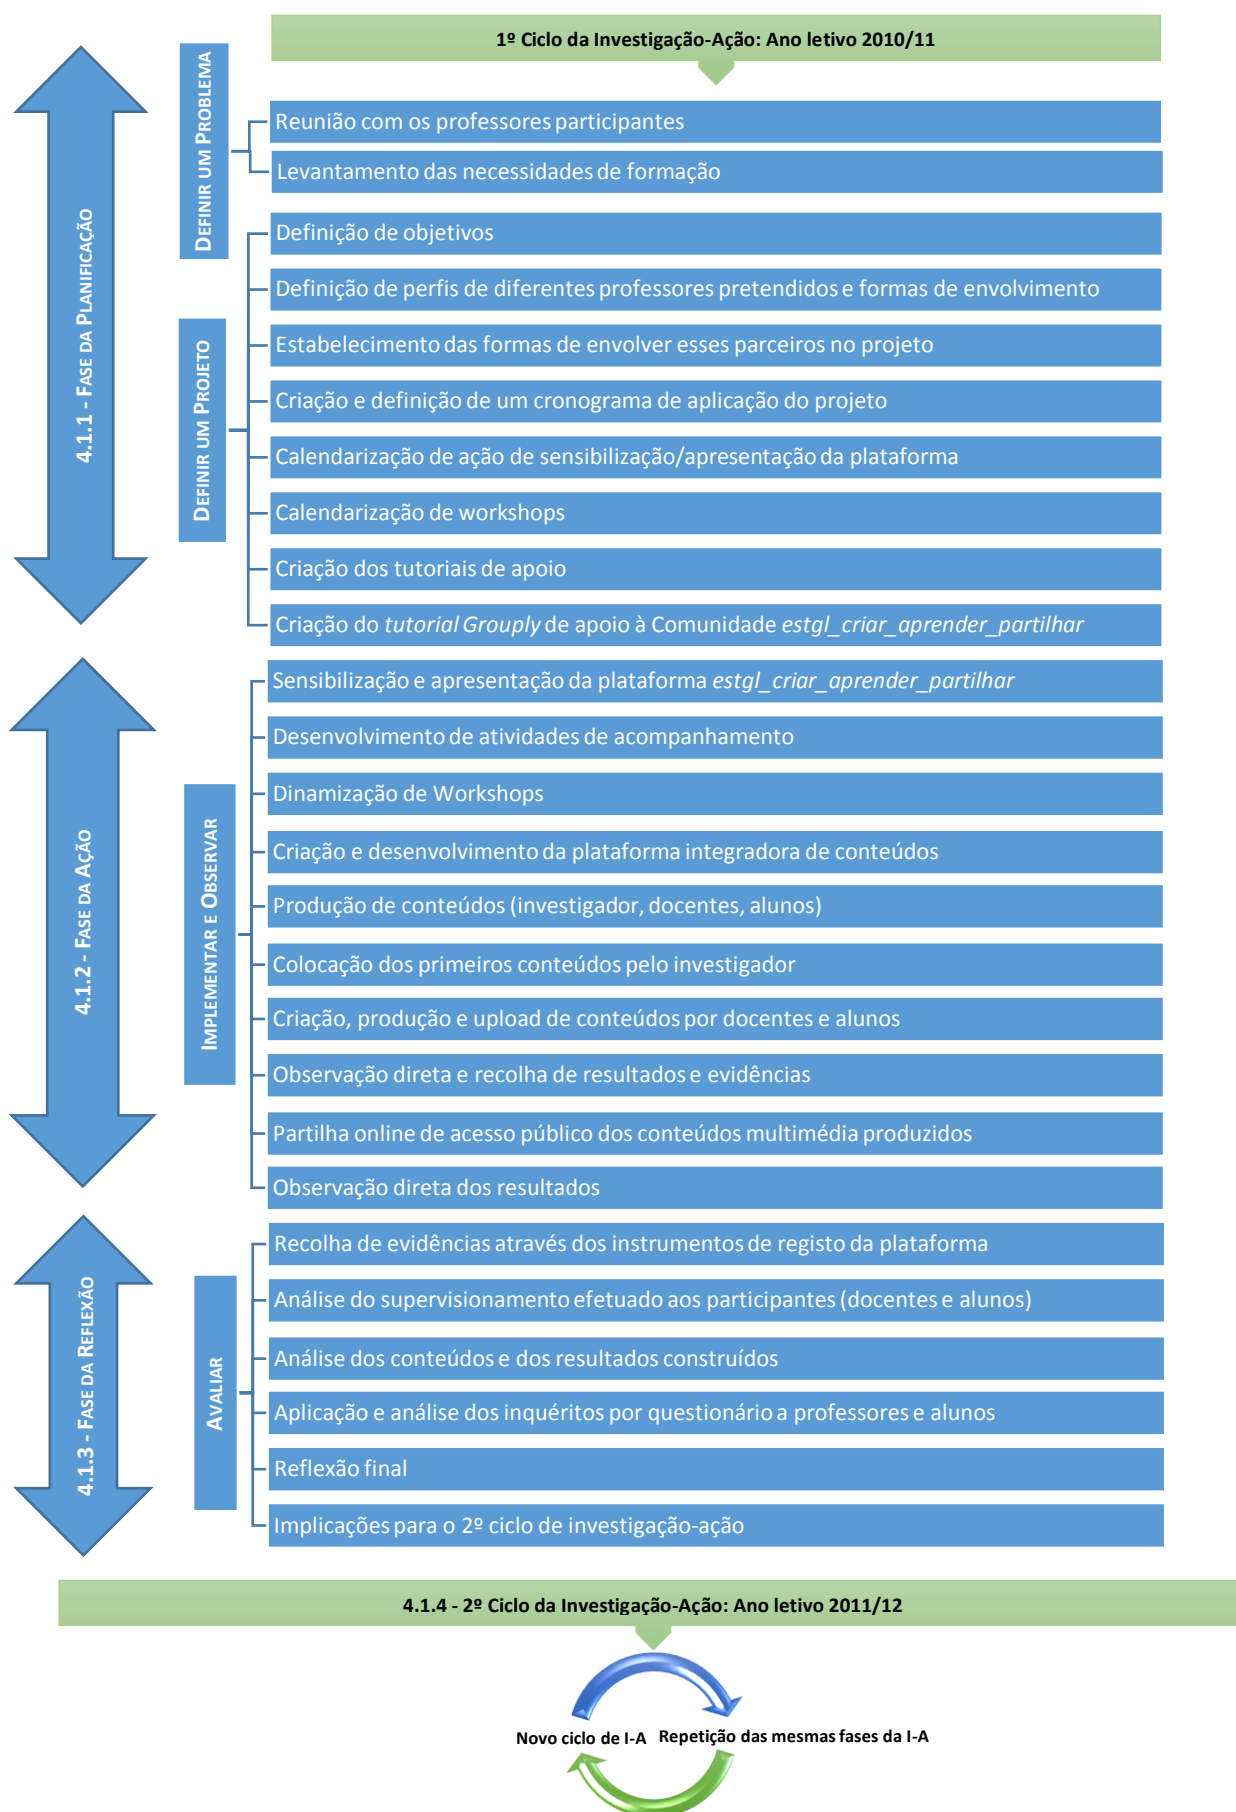 1º Ciclo da Investigação-Ação: Ano letivo 2010/11
4.1.1 - Fase da Planificação
Definir um Problema
Reunião com os professores participantes
Levantamento das necessidades de formação
Definir um Projeto
Definição de objetivos
Definição de perfis de diferentes professores pretendidos e formas de envolvimento
Estabelecimento das formas de envolver esses parceiros no projeto
Criação e definição de um cronograma de aplicação do projeto
Calendarização de ação de sensibilização/apresentação da plataforma
Calendarização de workshops
Criação dos tutoriais de apoio
Criação do tutorial Grouply de apoio à Comunidade estgl_criar_aprender_partilhar
4.1.2 - Fase da Ação
Implementar e Observar
Sensibilização e apresentação da plataforma estgl_criar_aprender_partilhar
Desenvolvimento de atividades de acompanhamento
Dinamização de Workshops
Criação e desenvolvimento da plataforma integradora de conteúdos
Produção de conteúdos (investigador, docentes, alunos)
Colocação dos primeiros conteúdos pelo investigador
Criação, produção e upload de conteúdos por docentes e alunos
Observação direta e recolha de resultados e evidências
Partilha online de acesso público dos conteúdos multimédia produzidos
Observação direta dos resultados
4.1.3 - Fase da Reflexão
Avaliar
Recolha de evidências através dos instrumentos de registo da plataforma
Análise do supervisionamento efetuado aos participantes (docentes e alunos)
Análise dos conteúdos e dos resultados construídos
Aplicação e análise dos inquéritos por questionário a professores e alunos
Reflexão final
Implicações para o 2º ciclo de investigação-ação
4.1.4 - 2º Ciclo da Investigação-Ação: Ano letivo 2011/12
Novo ciclo de I-A
Repetição das mesmas fases da I-A